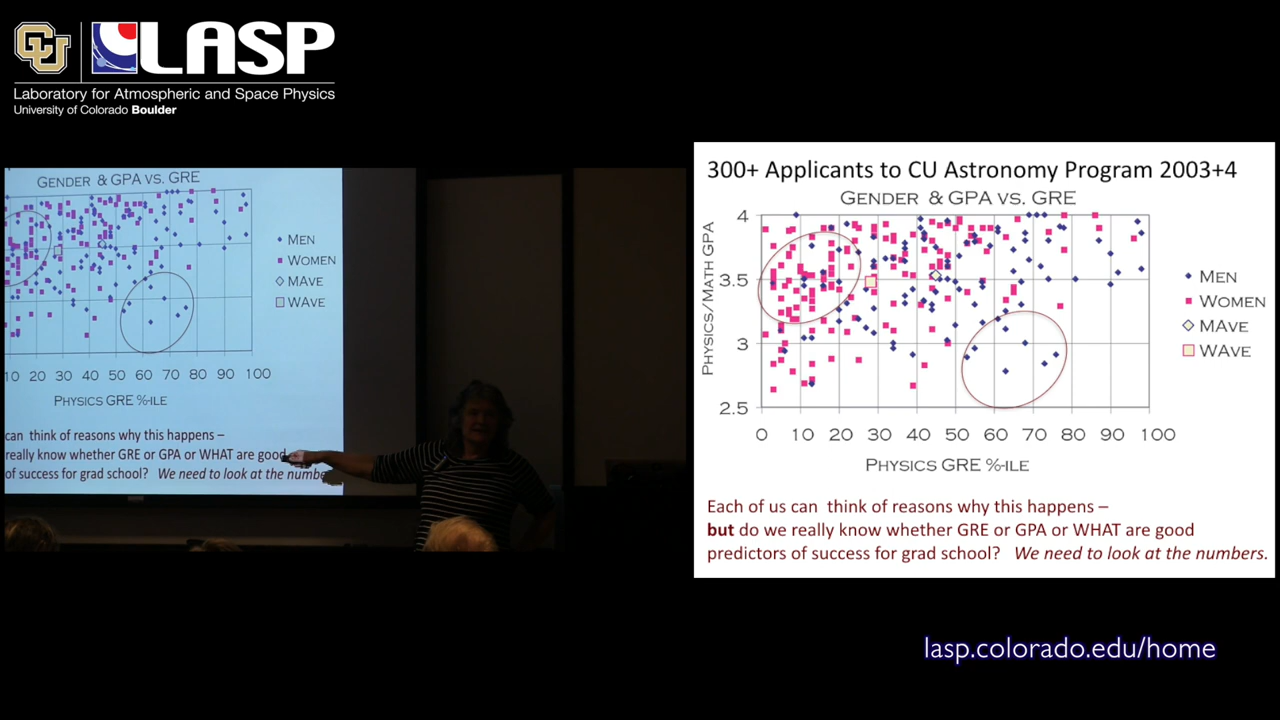 CU
LASP
Laboratory for Atmospheric and Space Physics
University of Colorado Boulder
GENDER & GPA VS. GRE
MEN
WOMEN
MAVE
WAVE
10 20 30 40 50 60 70 80 90 100
PHYSICS GRE %-ILE
can think of reasons why this happens –
really know whether GRE or GPA or WHAT are good
of success for grad school? We need to look at the numbe
300+ Applicants to CU Astronomy Program 2003+4
GENDER & GPA VS. GRE
PHYSICS/MATH GPA
4
3.5
3
2.5
0 10 20 30 40 50 60 70 80 90 100
PHYSICS GRE %-ILE
MEN
WOMEN
MAVE
WAVE
Each of us can think of reasons why this happens –
but do we really know whether GRE or GPA or WHAT are good
predictors of success for grad school? We need to look at the numbers.
lasp.colorado.edu/home